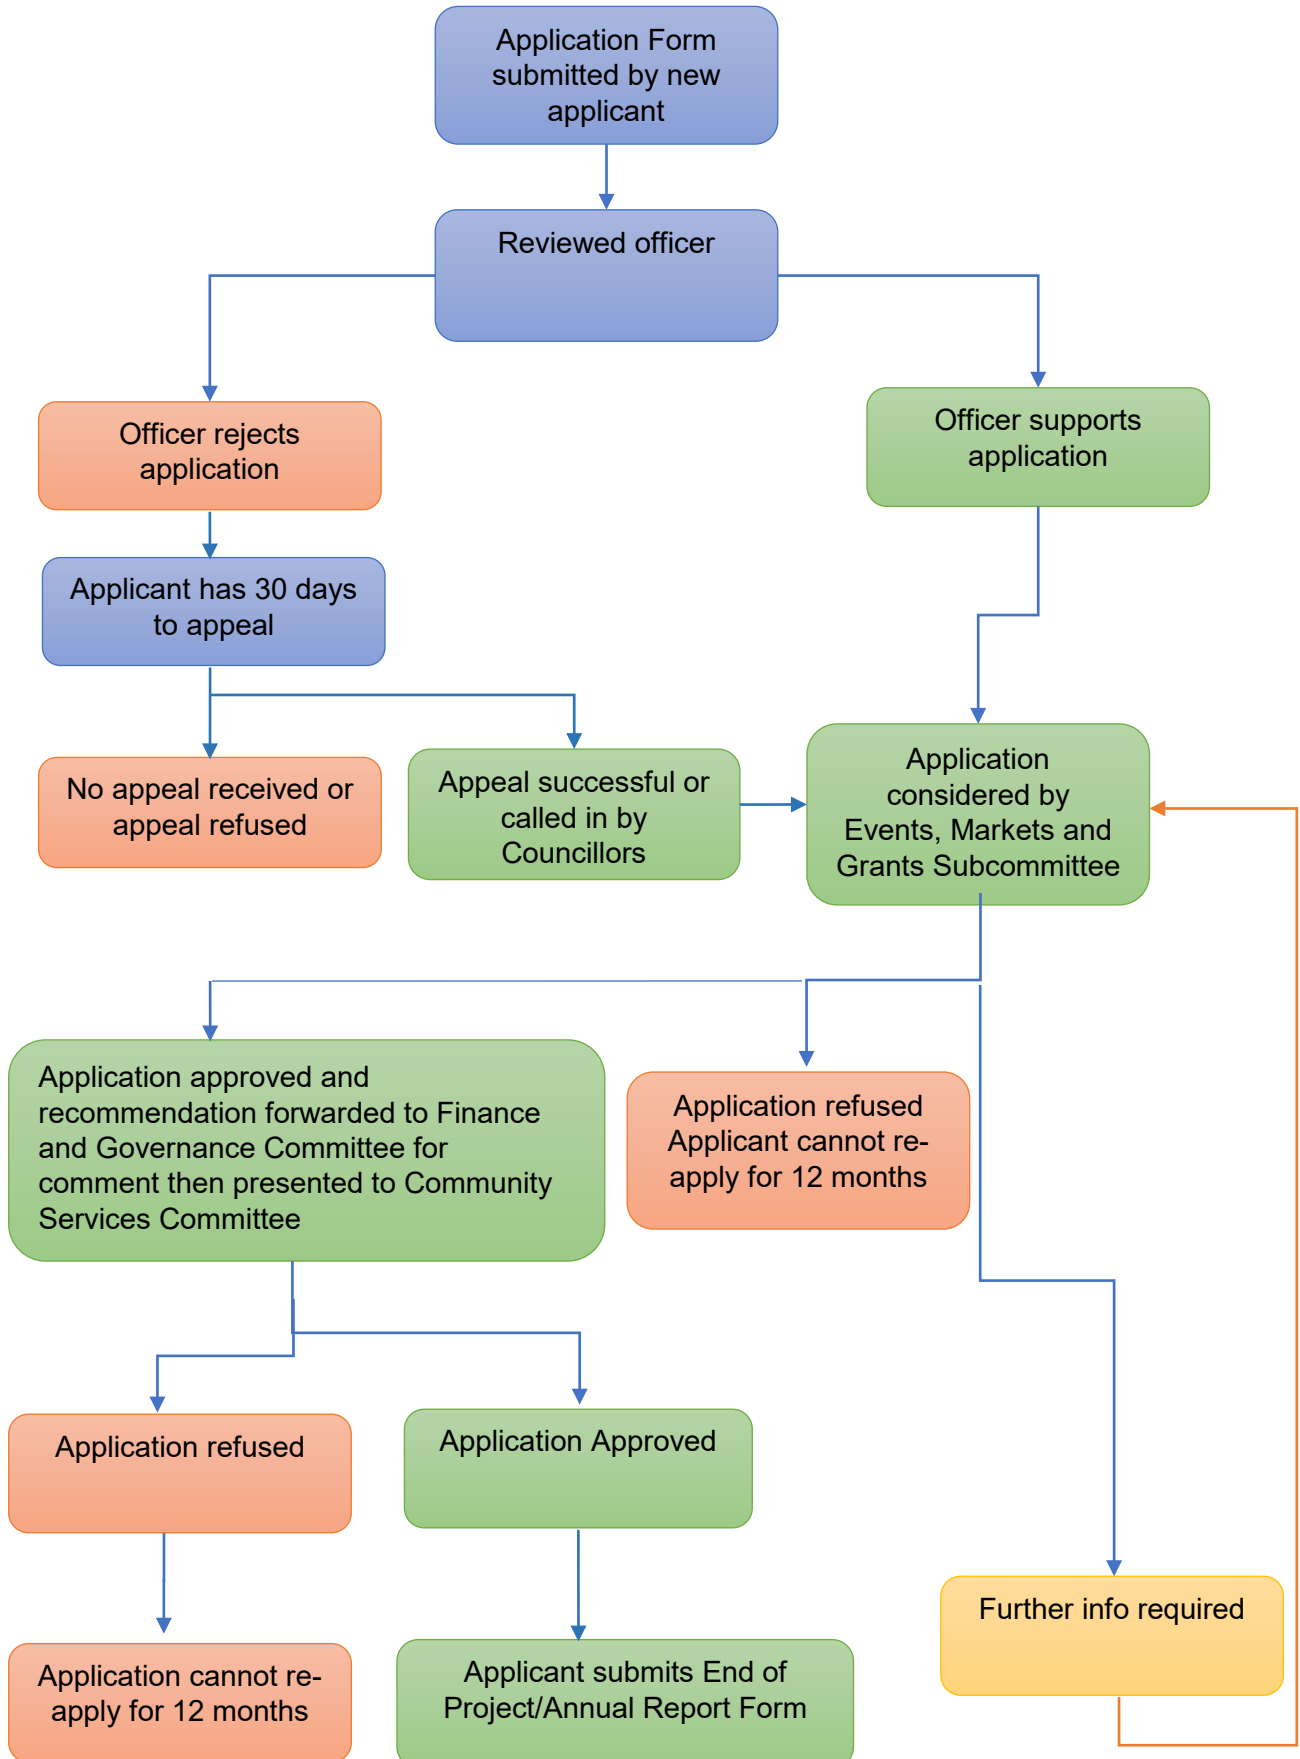 Application Form
submitted by new
applicant
Reviewed officer
Officer rejects
application
Officer supports
application
Applicant has 30 days
to appeal
No appeal received or
appeal refused
Appeal successful or
called in by
Councillors
Application
considered by
Events, Markets and
Grants Subcommittee
Application approved and
recommendation forwarded to Finance
and Governance Committee for
comment then presented to Community
Services Committee
Application refused
Applicant cannot re-
apply for 12 months
Application refused
Application Approved
Further info required
Application cannot re-
apply for 12 months
Applicant submits End of
Project/Annual Report Form